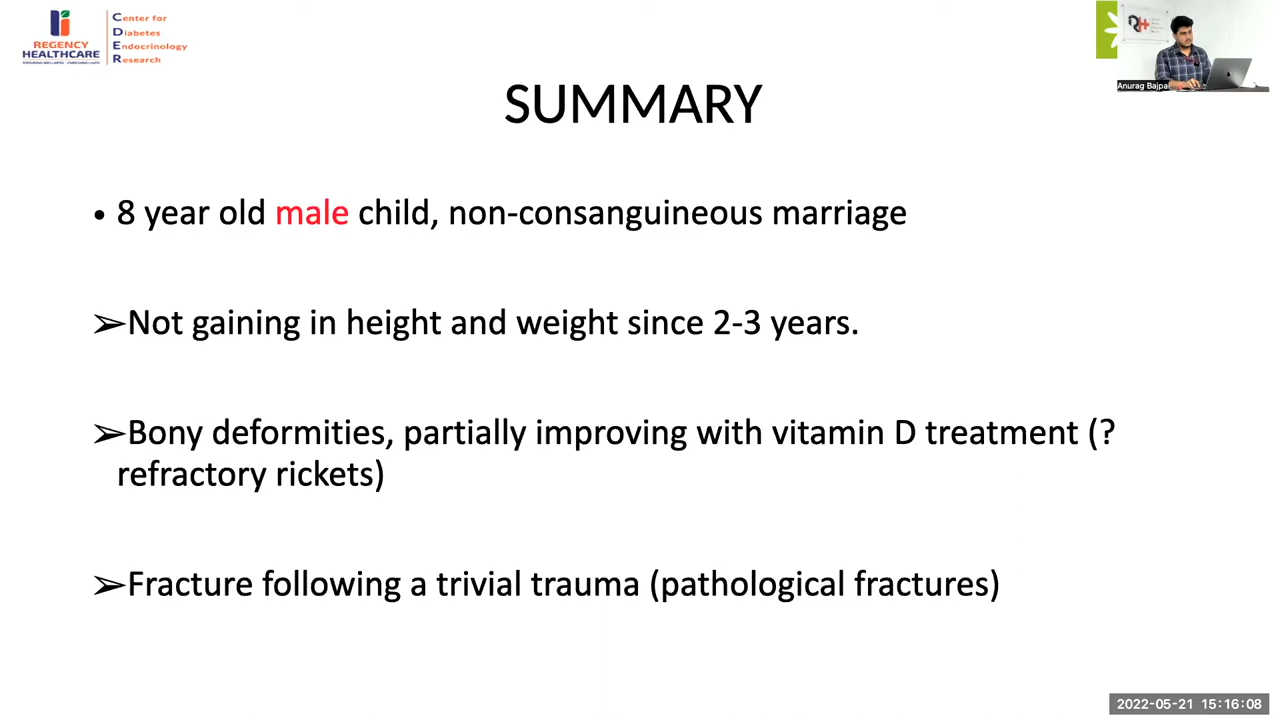 REGENCY
HEALTHCARE
Center for
Diabetes
Endocrinology
Research
Anurag Bajpai
SUMMARY
• 8 year old male child, non-consanguineous marriage
➢Not gaining in height and weight since 2-3 years.
➢Bony deformities, partially improving with vitamin D treatment (?
refractory rickets)
➢Fracture following a trivial trauma (pathological fractures)
2022-05-21 15:16:08